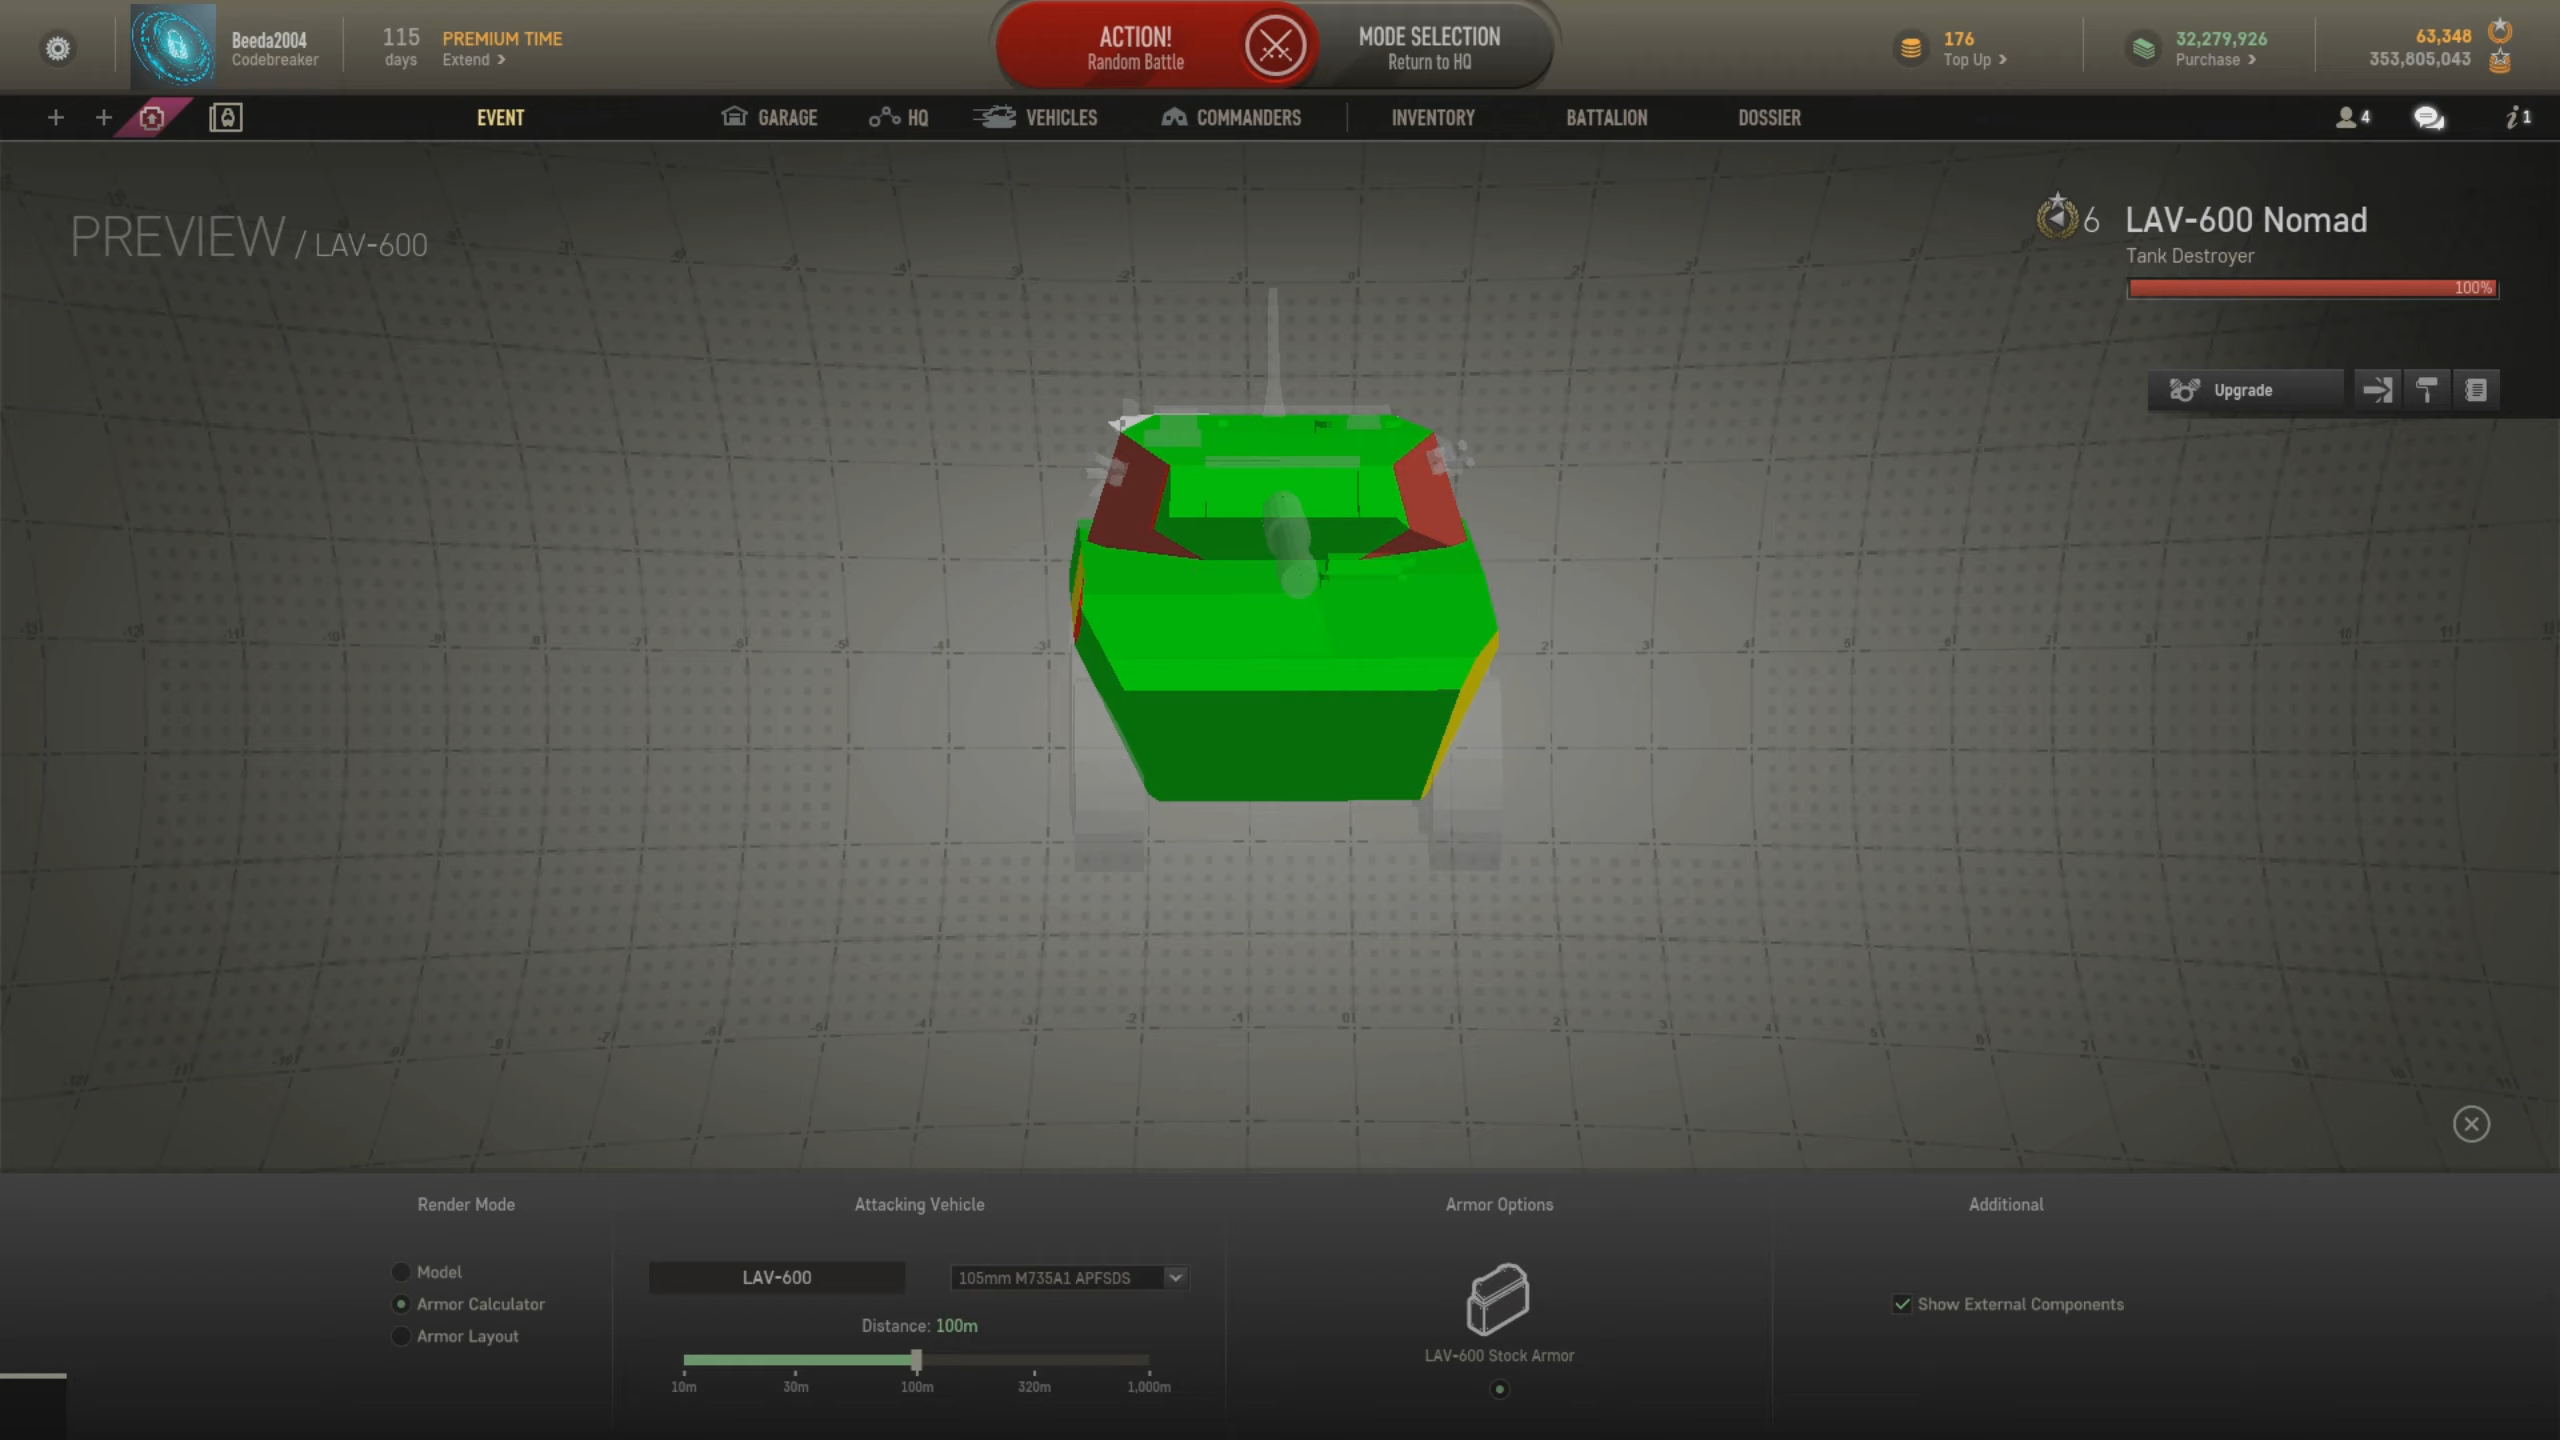 Beeda2004
Codebreaker
115
days
PREMIUM TIME
Extend >
ACTION!
Random Battle
MODE SELECTION
Return to HQ
176
Top Up >
32,279,926
Purchase >
63,348
353,805,043
EVENT
GARAGE
HQ
VEHICLES
COMMANDERS
INVENTORY
BATTALION
DOSSIER
4
1
PREVIEW / LAV-600
6
LAV-600 Nomad
Tank Destroyer
100%
Upgrade
Render Mode
Model
Armor Calculator
Armor Layout
Attacking Vehicle
LAV-600
105mm M735A1 APFSDS
Distance: 100m
10m
30m
100m
320m
1,000m
Armor Options
LAV-600 Stock Armor
Additional
Show External Components